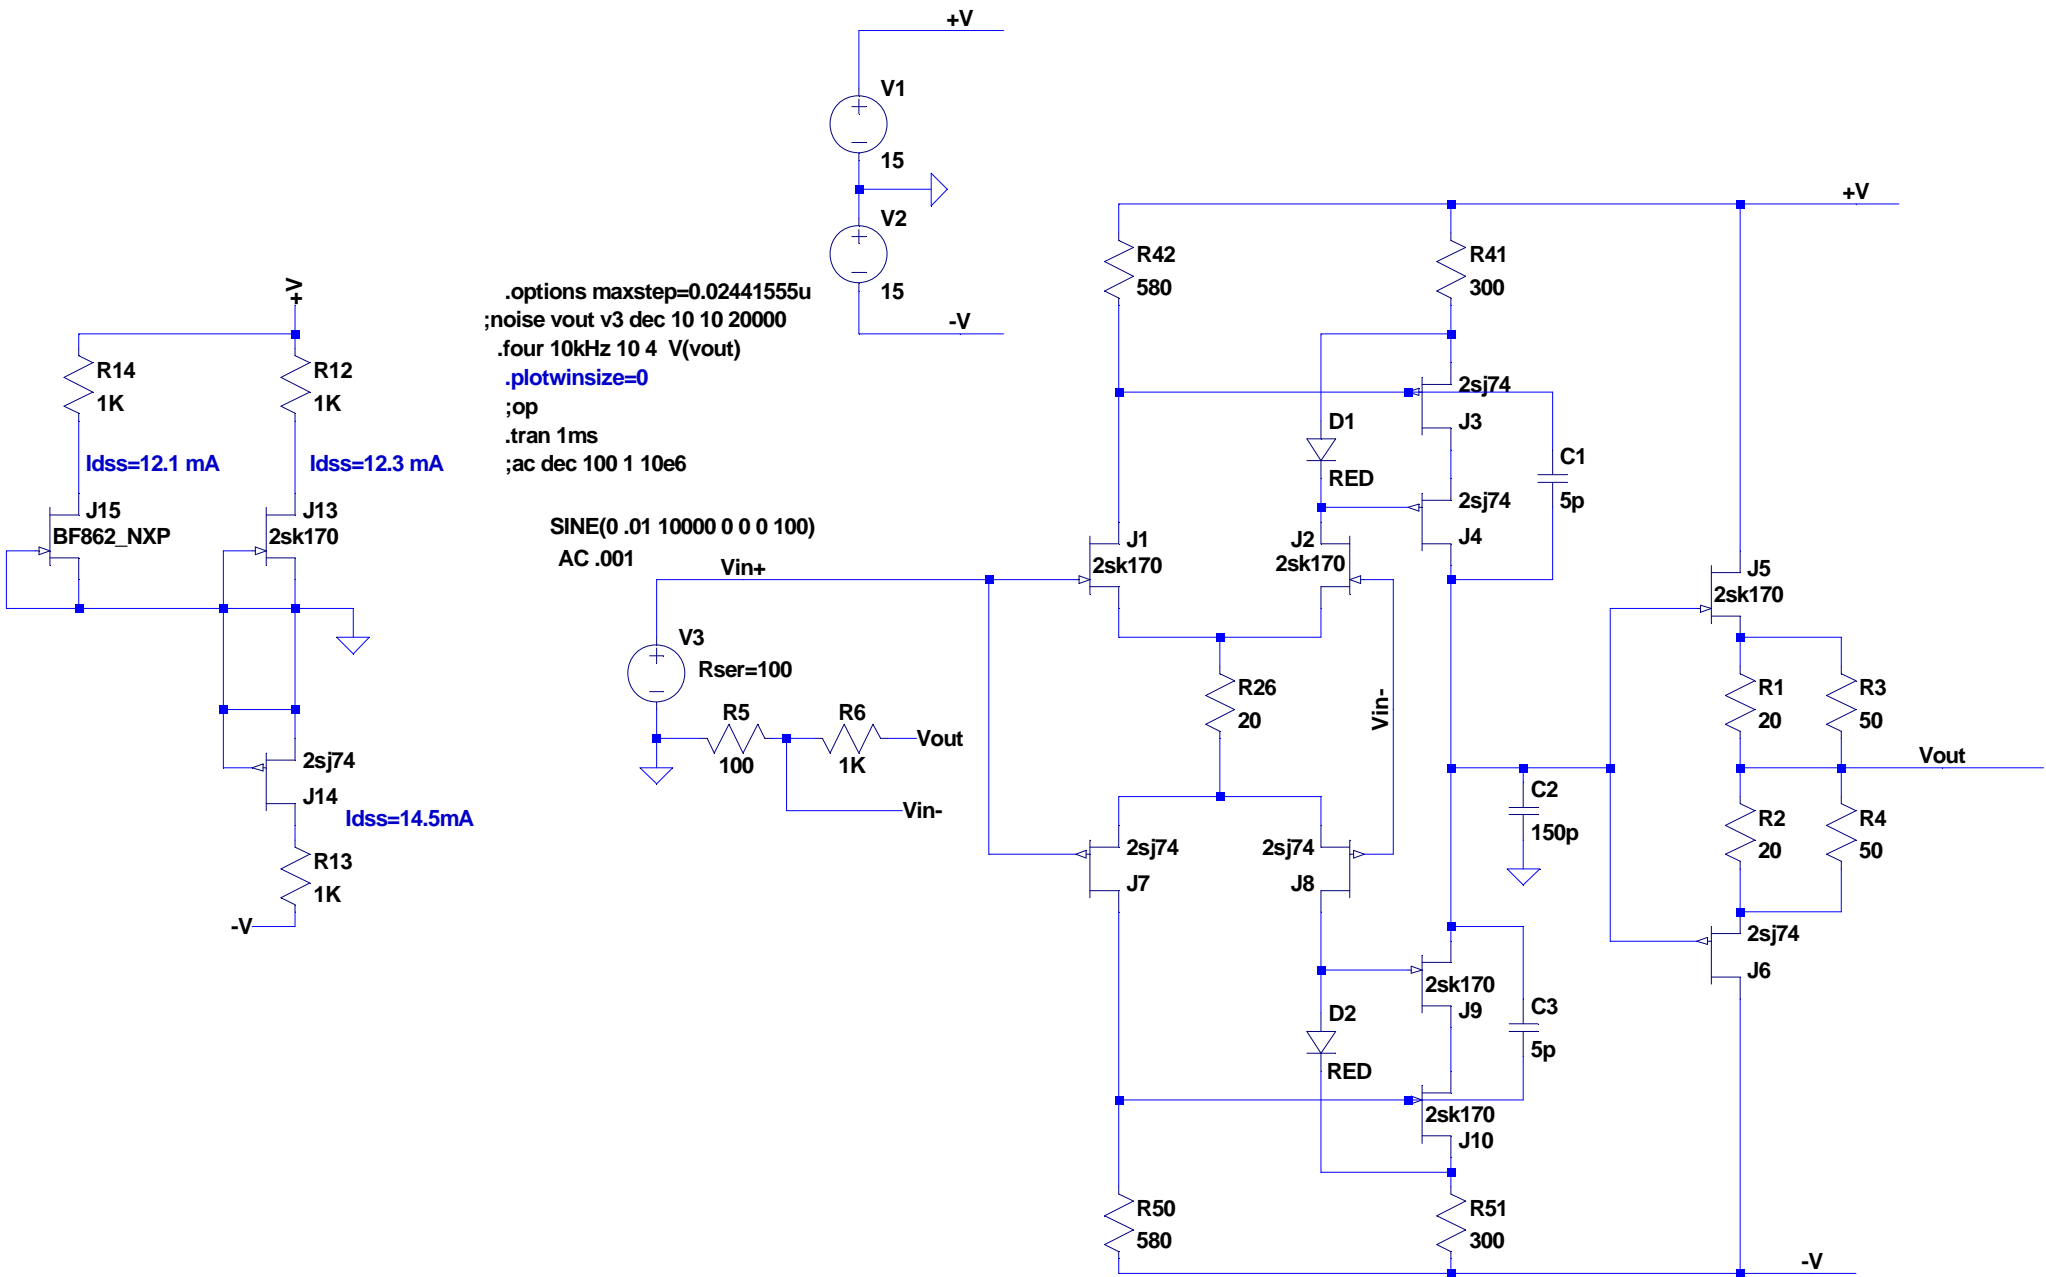 +V
V1
15
V2
15
-V
.options maxstep=0.02441555u
;noise vout v3 dec 10 10 20000
.four 10kHz 10 4 V(vout)
.plotwinsize=0
;op
.tran 1ms
;ac dec 100 1 10e6
+V
R14
1K
R12
1K
Idss=12.1 mA
Idss=12.3 mA
J15
BF862_NXP
J13
2sk170
2sj74
J14
Idss=14.5mA
R13
1K
-V
SINE(0 .01 10000 0 0 0 100)
AC .001
Vin+
V3
Rser=100
R5
100
R6
1K
Vout
Vin-
+V
R42
580
R41
300
2sj74
J3
D1
RED
C1
5p
2sj74
J4
J1
2sk170
J2
2sk170
J5
2sk170
R26
20
Vin-
R1
20
R3
50
Vout
C2
150p
R2
20
R4
50
2sj74
J7
2sj74
J8
2sj74
J6
2sk170
J9
D2
RED
C3
5p
2sk170
J10
R50
580
R51
300
-V